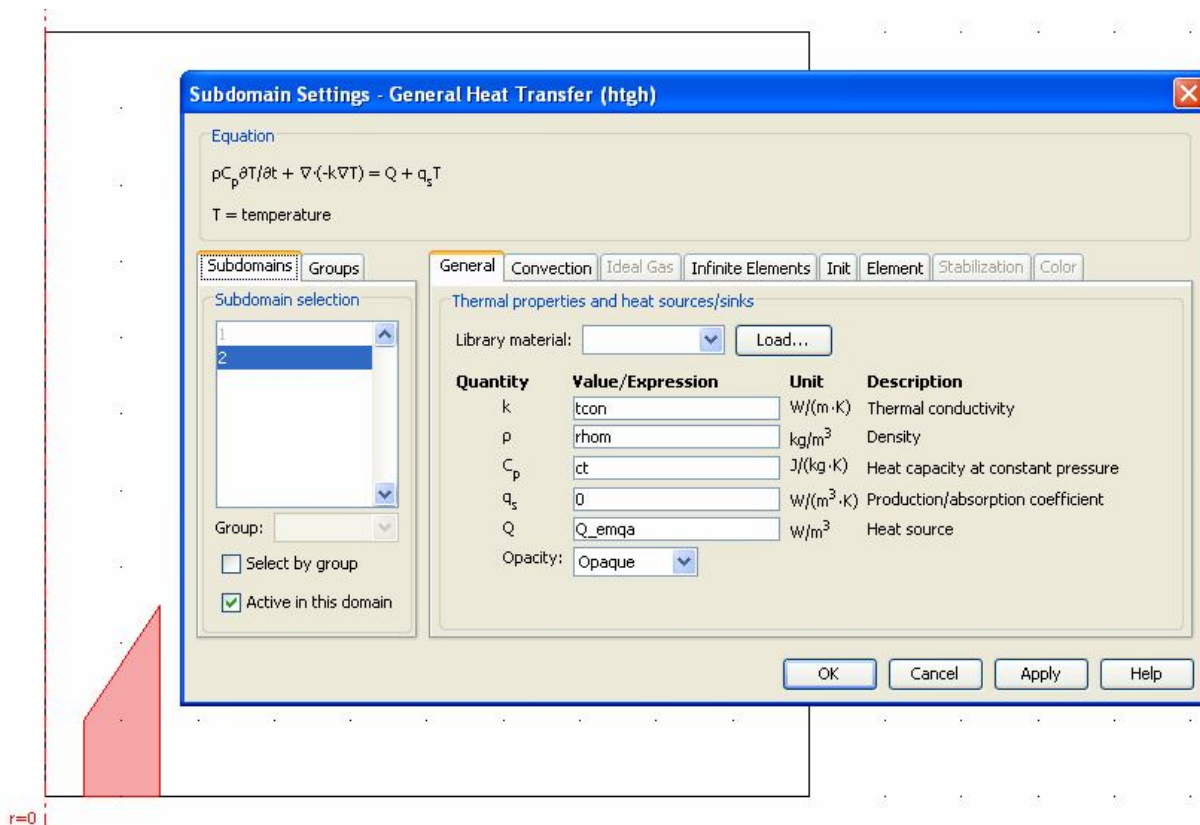 Subdomain Settings - General Heat Transfer (htgh)
Equation
ρC_p∂T/∂t + ∇·(-k∇T) = Q + q_sT
T = temperature
Subdomains Groups
Subdomain selection
1
2
Group:
Select by group
Active in this domain
General Convection Ideal Gas Infinite Elements Init Element Stabilization Color
Thermal properties and heat sources/sinks
Library material: Load...
Quantity Value/Expression Unit Description
k tcon W/(m·K) Thermal conductivity
ρ rhom kg/m³ Density
C_p ct J/(kg·K) Heat capacity at constant pressure
q_s 0 W/(m³·K) Production/absorption coefficient
Q Q_emqa W/m³ Heat source
Opacity: Opaque
OK Cancel Apply Help
r=0